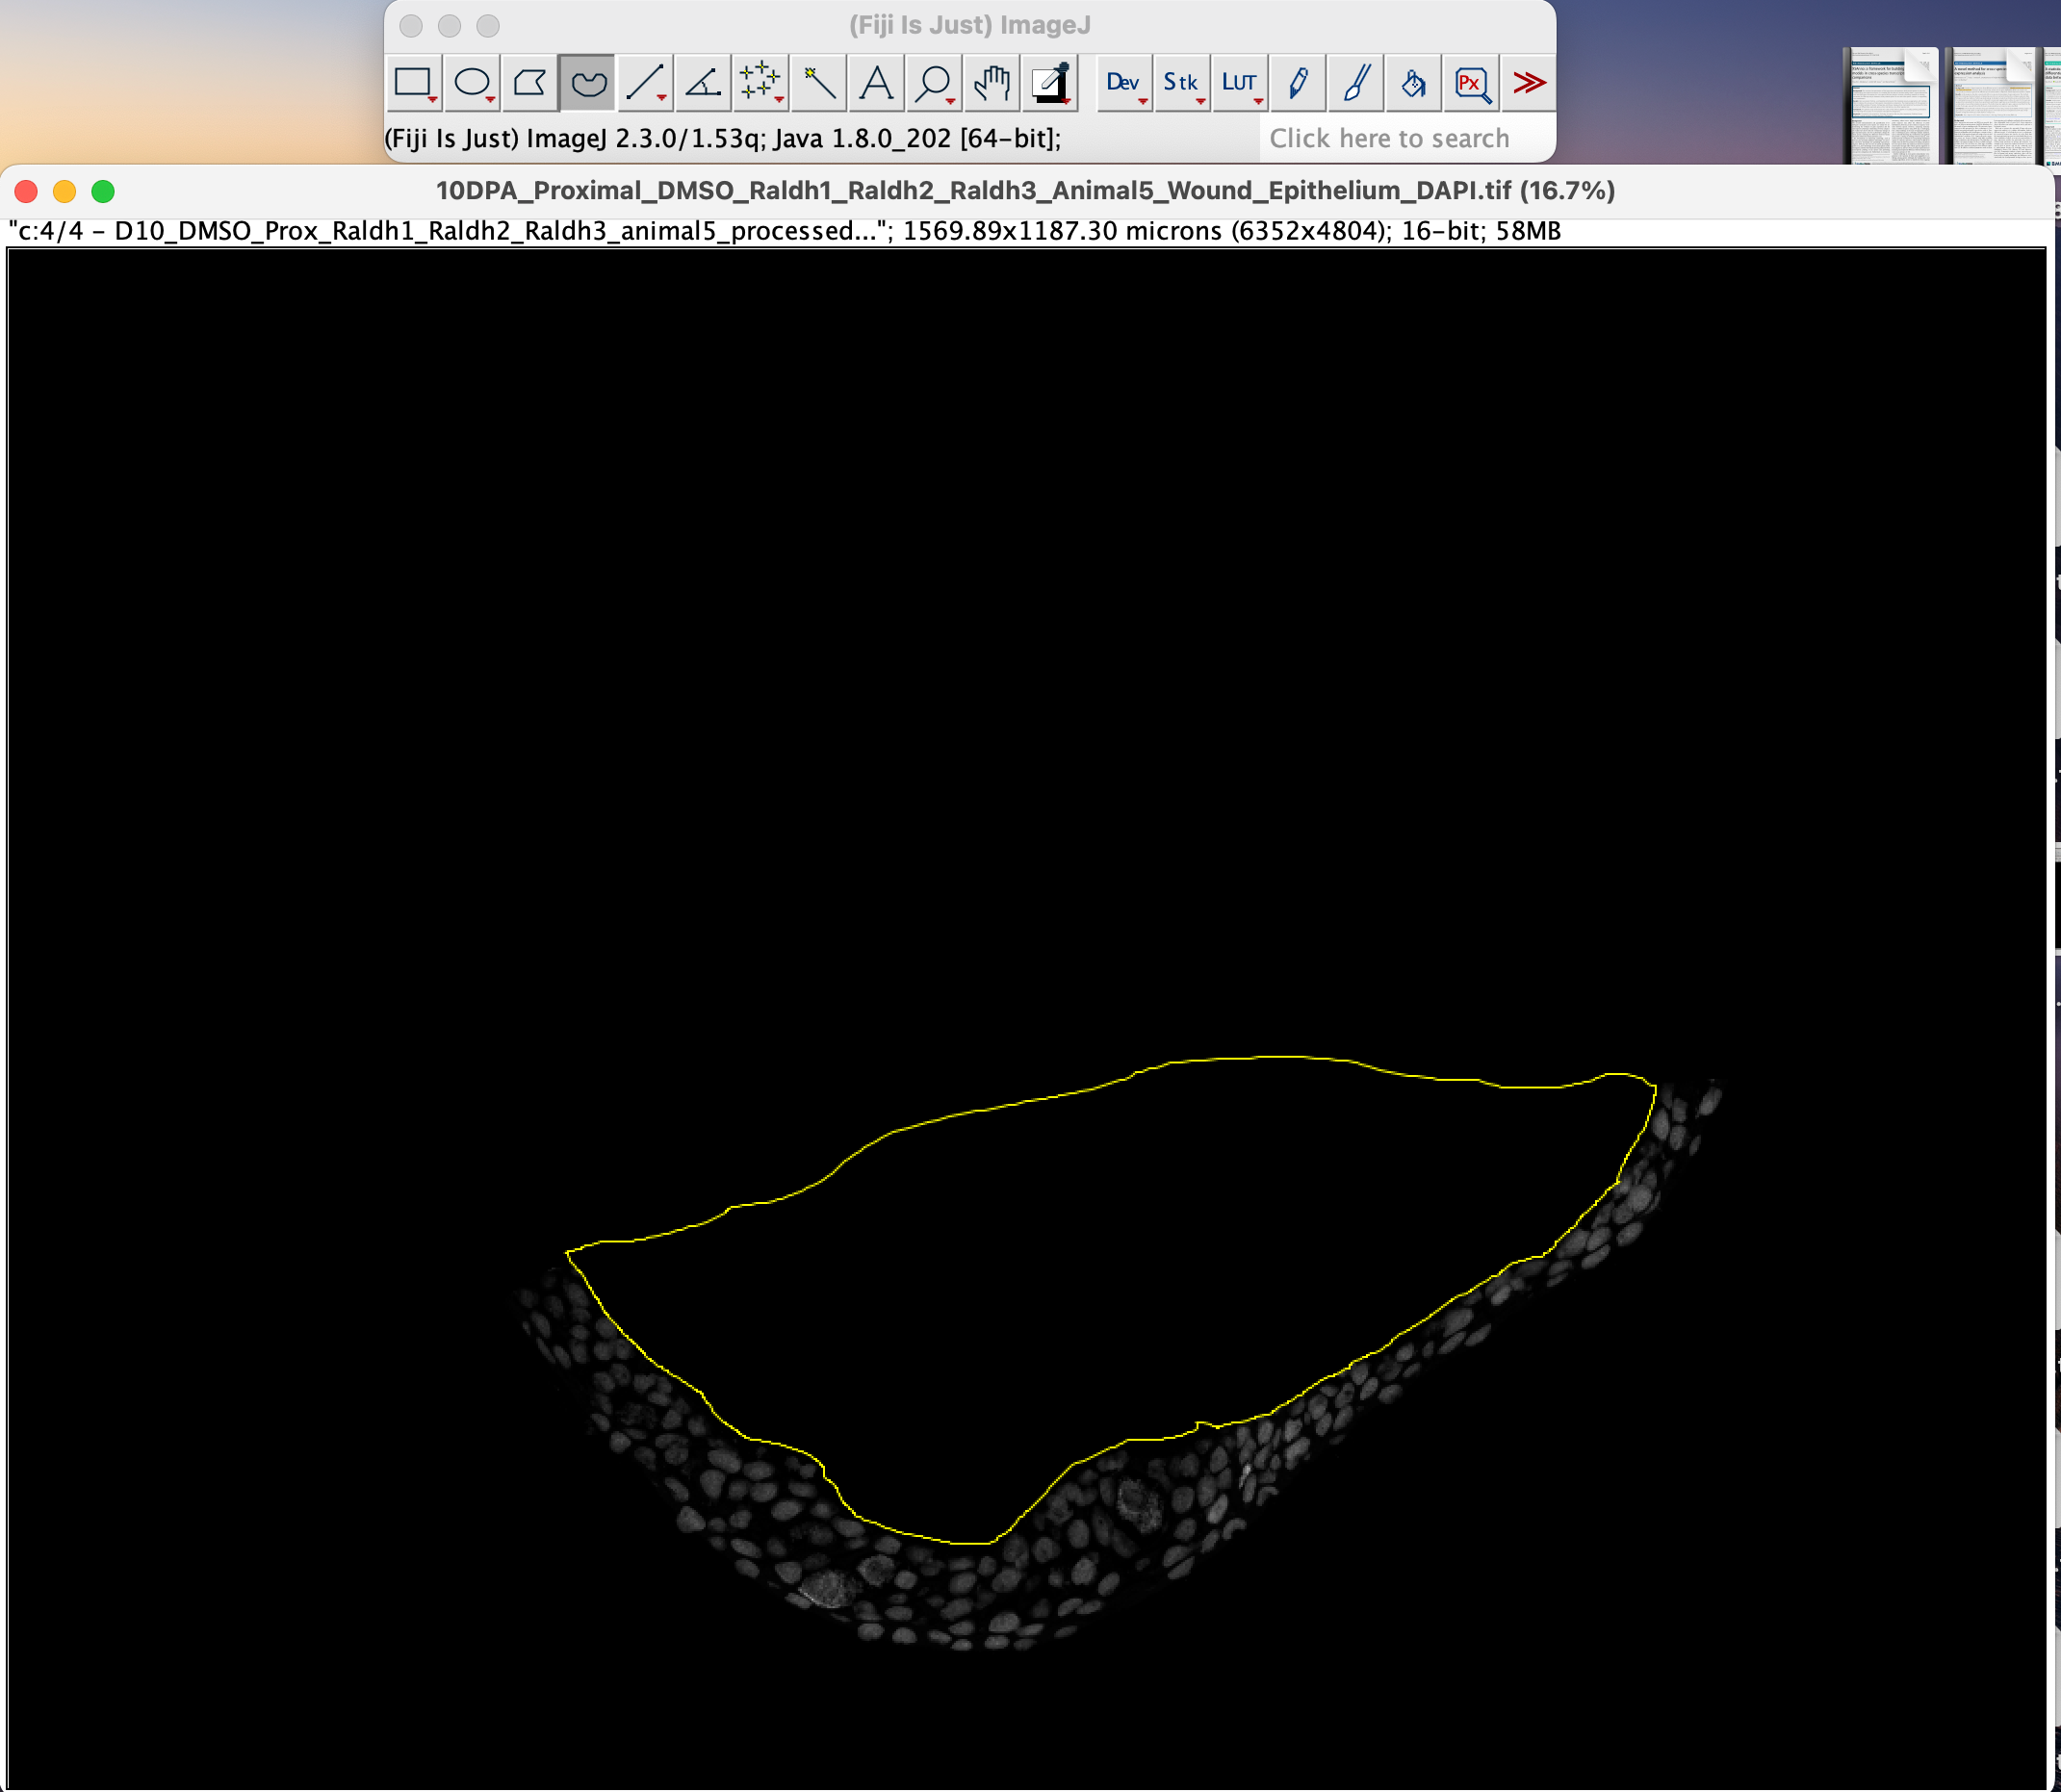 (Fiji Is Just) ImageJ
A Dev Stk LUT Px
(Fiji Is Just) ImageJ 2.3.0/1.53q; Java 1.8.0_202 [64-bit]; Click here to search
10DPA_Proximal_DMSO_Raldh1_Raldh2_Raldh3_Animal5_Wound_Epithelium_DAPI.tif (16.7%)
"c:4/4 - D10_DMSO_Prox_Raldh1_Raldh2_Raldh3_animal5_processed..."; 1569.89x1187.30 microns (6352x4804); 16-bit; 58MB